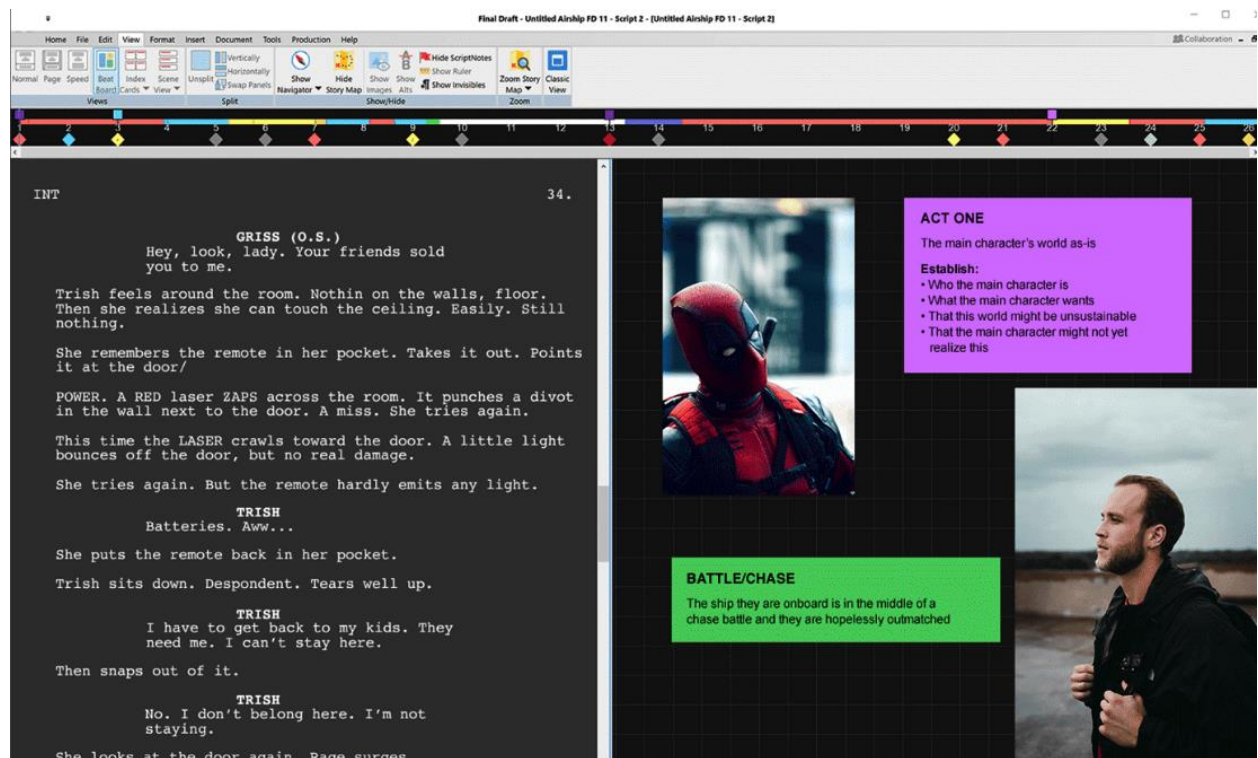 Final Draft - Untitled Airship FD 11 - Script 2 - [Untitled Airship FD 11 - Script 2]
Home File Edit View Format Insert Document Tools Production Help
Collaboration
Normal Page Speed Beat Board Index Cards Scene View
Views
Unsplit Vertically Horizontally Swap Panels
Split
Show Navigator Hide Story Map Show Images Show Alts Hide ScriptNotes Show Ruler Show Invisibles
Show/Hide
Zoom Story Map
Zoom
Classic View
1 2 3 4 5 6 7 8 9 10 11 12 13 14 15 16 17 18 19 20 21 22 23 24 25 26
INT 34.
GRISS (O.S.)
Hey, look, lady. Your friends sold
you to me.
Trish feels around the room. Nothin on the walls, floor.
Then she realizes she can touch the ceiling. Easily. Still
nothing.
She remembers the remote in her pocket. Takes it out. Points
it at the door/
POWER. A RED laser ZAPS across the room. It punches a divot
in the wall next to the door. A miss. She tries again.
This time the LASER crawls toward the door. A little light
bounces off the door, but no real damage.
She tries again. But the remote hardly emits any light.
TRISH
Batteries. Aww...
She puts the remote back in her pocket.
Trish sits down. Despondent. Tears well up.
TRISH
I have to get back to my kids. They
need me. I can't stay here.
Then snaps out of it.
TRISH
No. I don't belong here. I'm not
staying.
She looks at the door again. Rage surges
ACT ONE
The main character's world as-is
Establish:
• Who the main character is
• What the main character wants
• That this world might be unsustainable
• That the main character might not yet
realize this
BATTLE/CHASE
The ship they are onboard is in the middle of a
chase battle and they are hopelessly outmatched